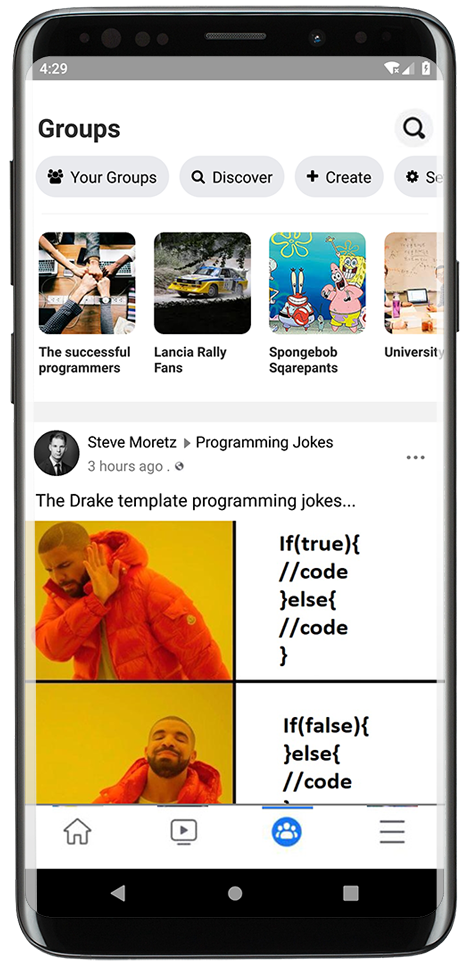 4:29
Groups
Your Groups
Discover
Create
Se
The successful
programmers
Lancia Rally
Fans
Spongebob
Sqarepants
University
Steve Moretz
Programming Jokes
3 hours ago .
The Drake template programming jokes...
If(true){
//code
}else{
//code
}
If(false){
}else{
//code